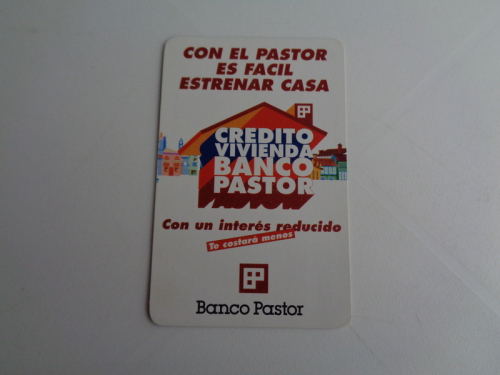 CON EL PASTOR
ES FACIL
ESTRENAR CASA
CREDITO
VIVIENDA
BANCO
PASTOR
Con un interés reducido
Te costará menos
Banco Pastor